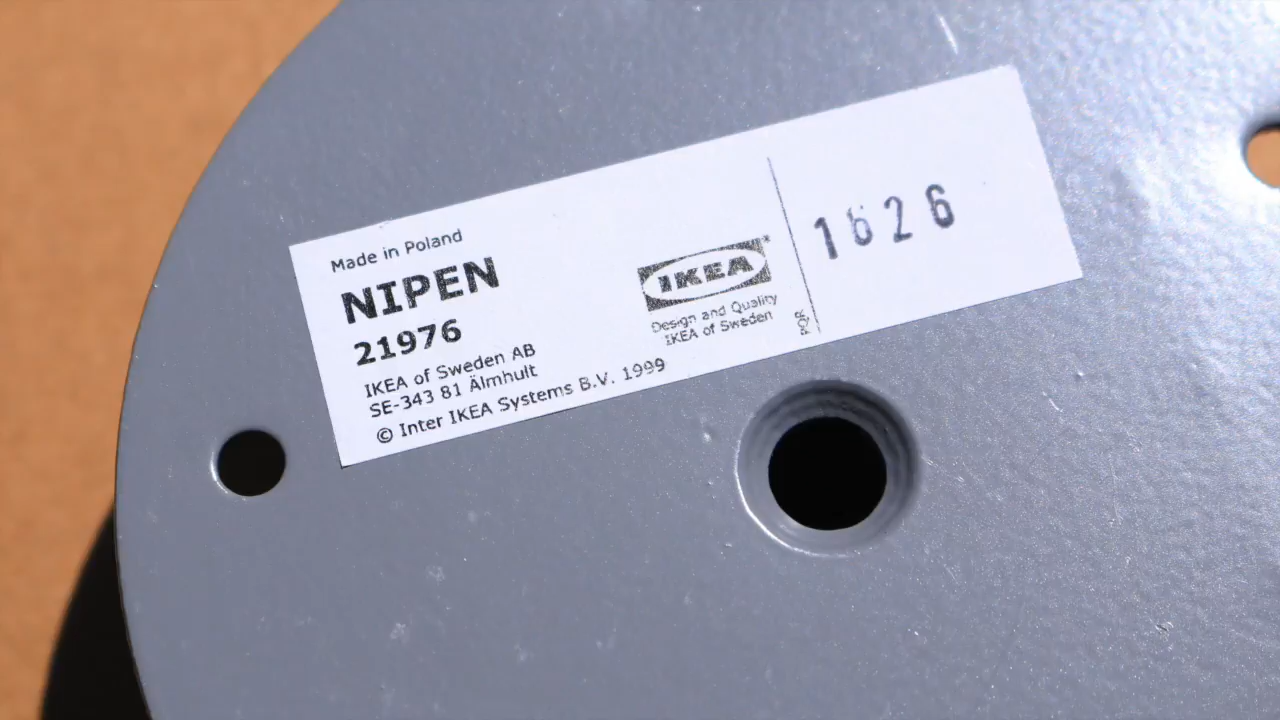 Made in Poland
NIPEN
21976
IKEA of Sweden AB
SE-343 81 Älmhult
© Inter IKEA Systems B.V. 1999
IKEA
Design and Quality
IKEA of Sweden
1626